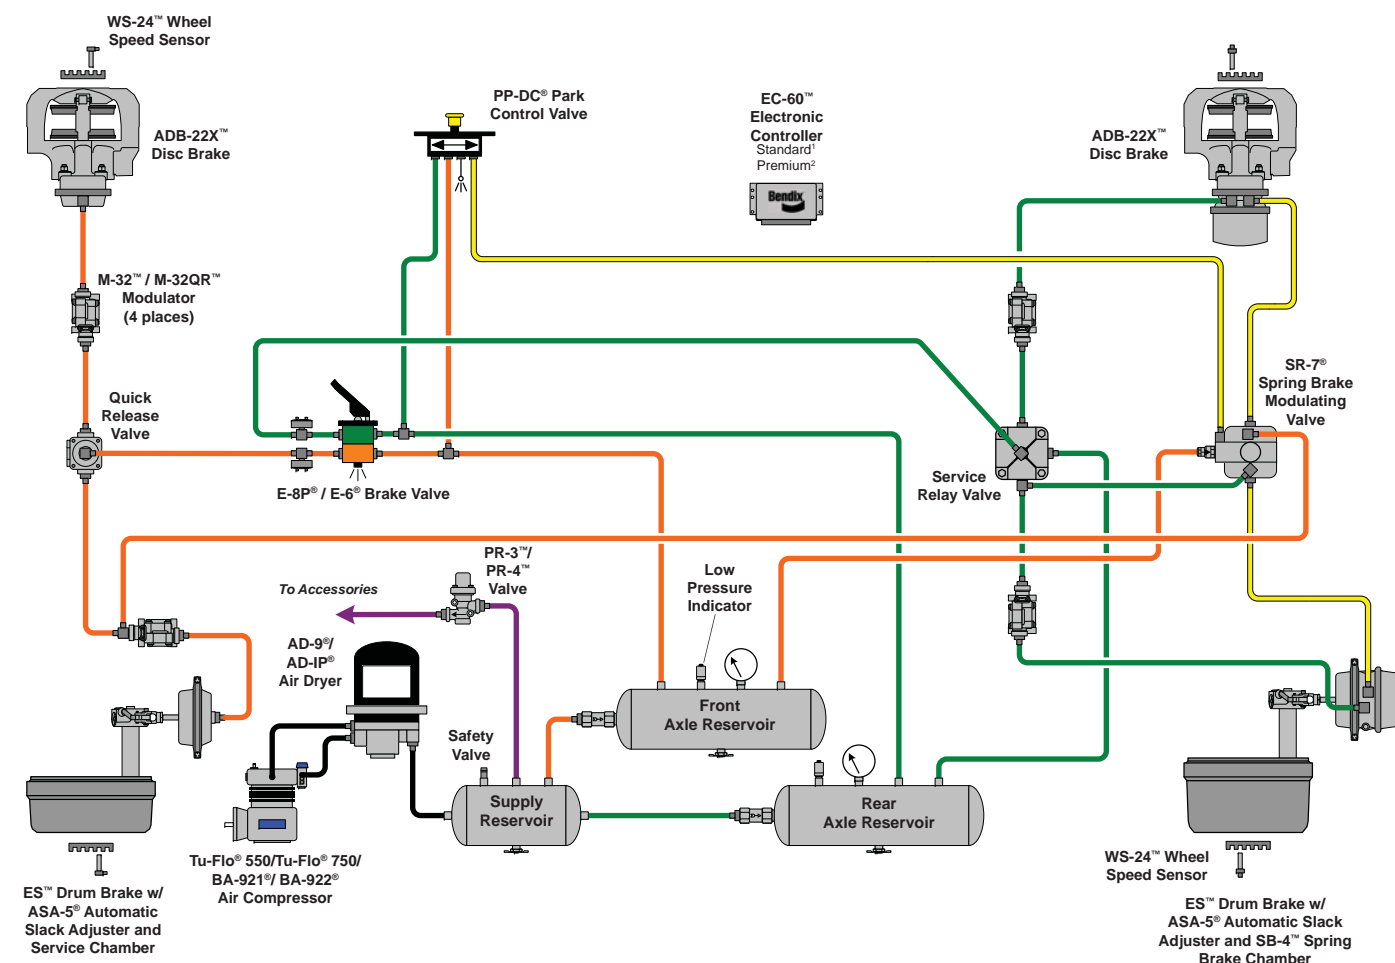 WS-24™ Wheel
Speed Sensor
ADB-22X™
Disc Brake
PP-DC® Park
Control Valve
EC-60™
Electronic
Controller
Standard¹
Premium²
Bendix
ADB-22X™
Disc Brake
M-32™ / M-32QR™
Modulator
(4 places)
Quick
Release
Valve
SR-7®
Spring Brake
Modulating
Valve
E-8P® / E-6® Brake Valve
Service
Relay Valve
PR-3™/
PR-4™
Valve
To Accessories
Low
Pressure
Indicator
AD-9®/
AD-IP®
Air Dryer
Front
Axle Reservoir
Safety
Valve
Supply
Reservoir
Rear
Axle Reservoir
Tu-Flo® 550/Tu-Flo® 750/
BA-921®/ BA-922®
Air Compressor
ES™ Drum Brake w/
ASA-5® Automatic
Slack Adjuster and
Service Chamber
WS-24™ Wheel
Speed Sensor
ES™ Drum Brake w/
ASA-5® Automatic Slack
Adjuster and SB-4™ Spring
Brake Chamber